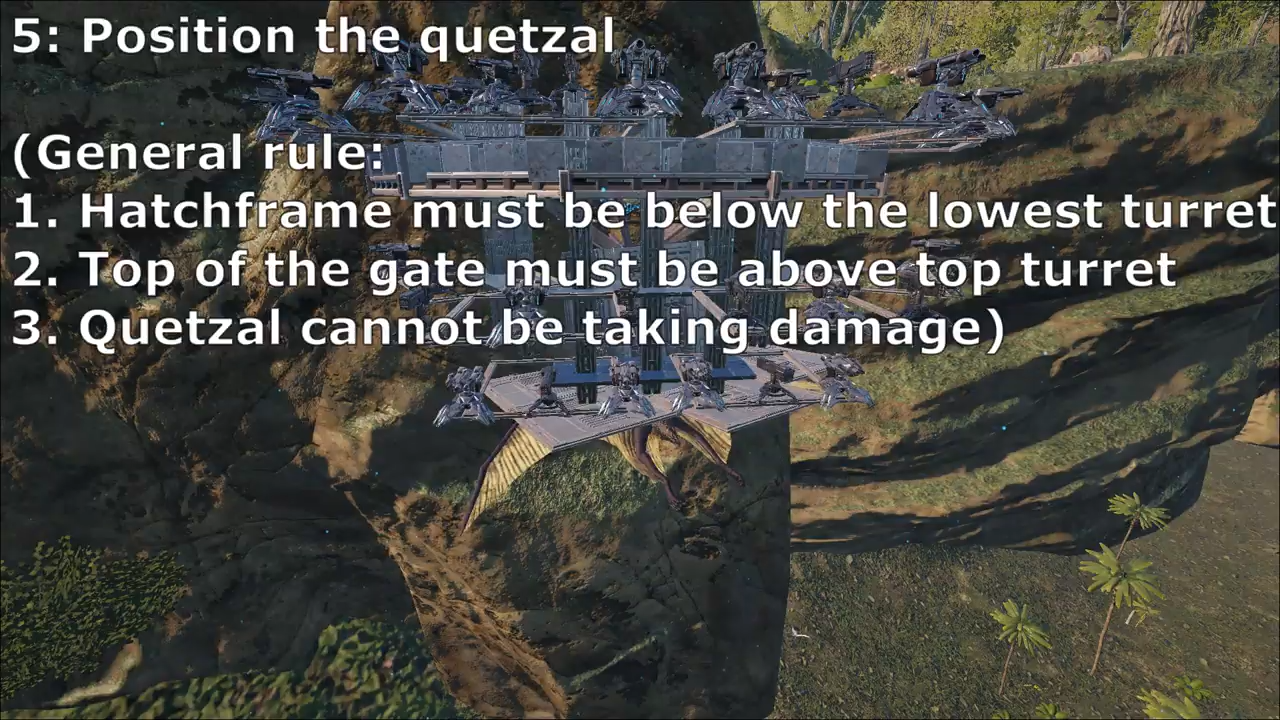 5: Position the quetzal
(General rule:
1. Hatchframe must be below the lowest turret
2. Top of the gate must be above top turret
3. Quetzal cannot be taking damage)